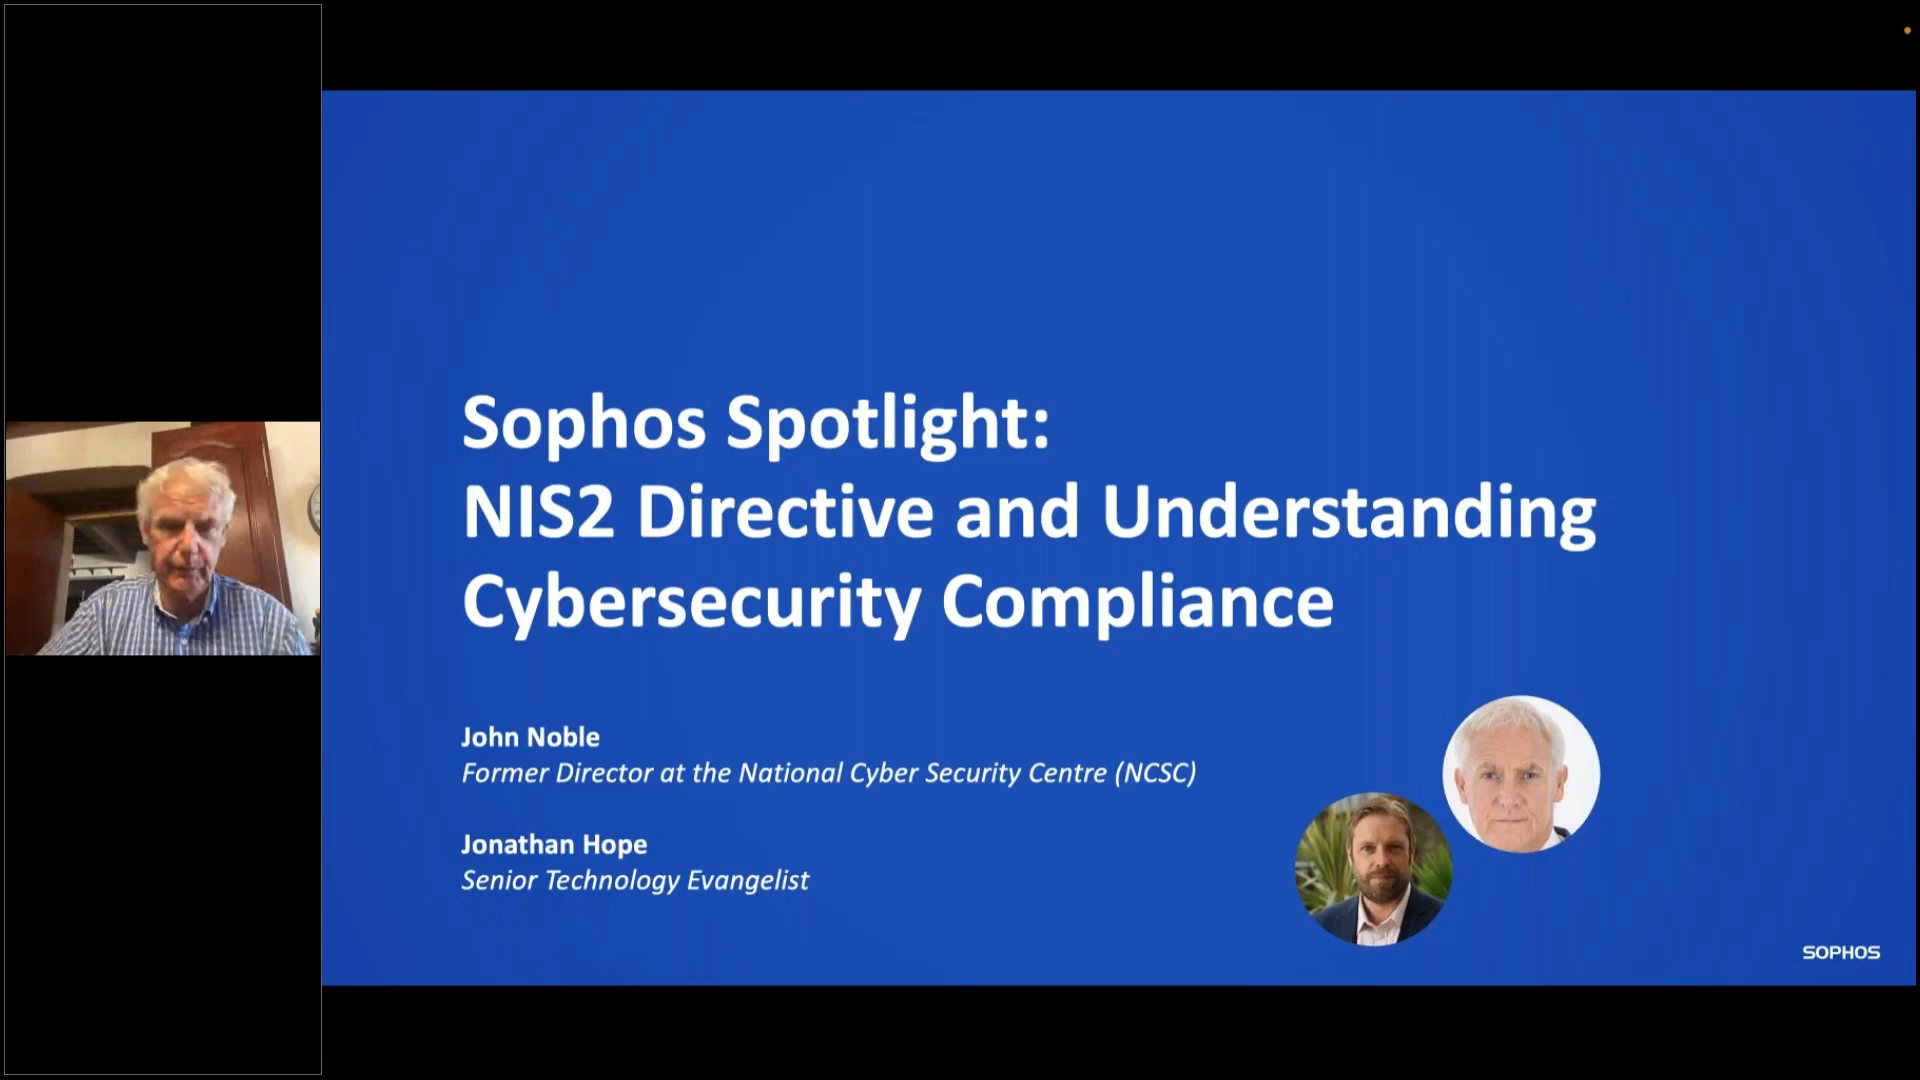 Sophos Spotlight:
NIS2 Directive and Understanding
Cybersecurity Compliance
John Noble
Former Director at the National Cyber Security Centre (NCSC)
Jonathan Hope
Senior Technology Evangelist
SOPHOS